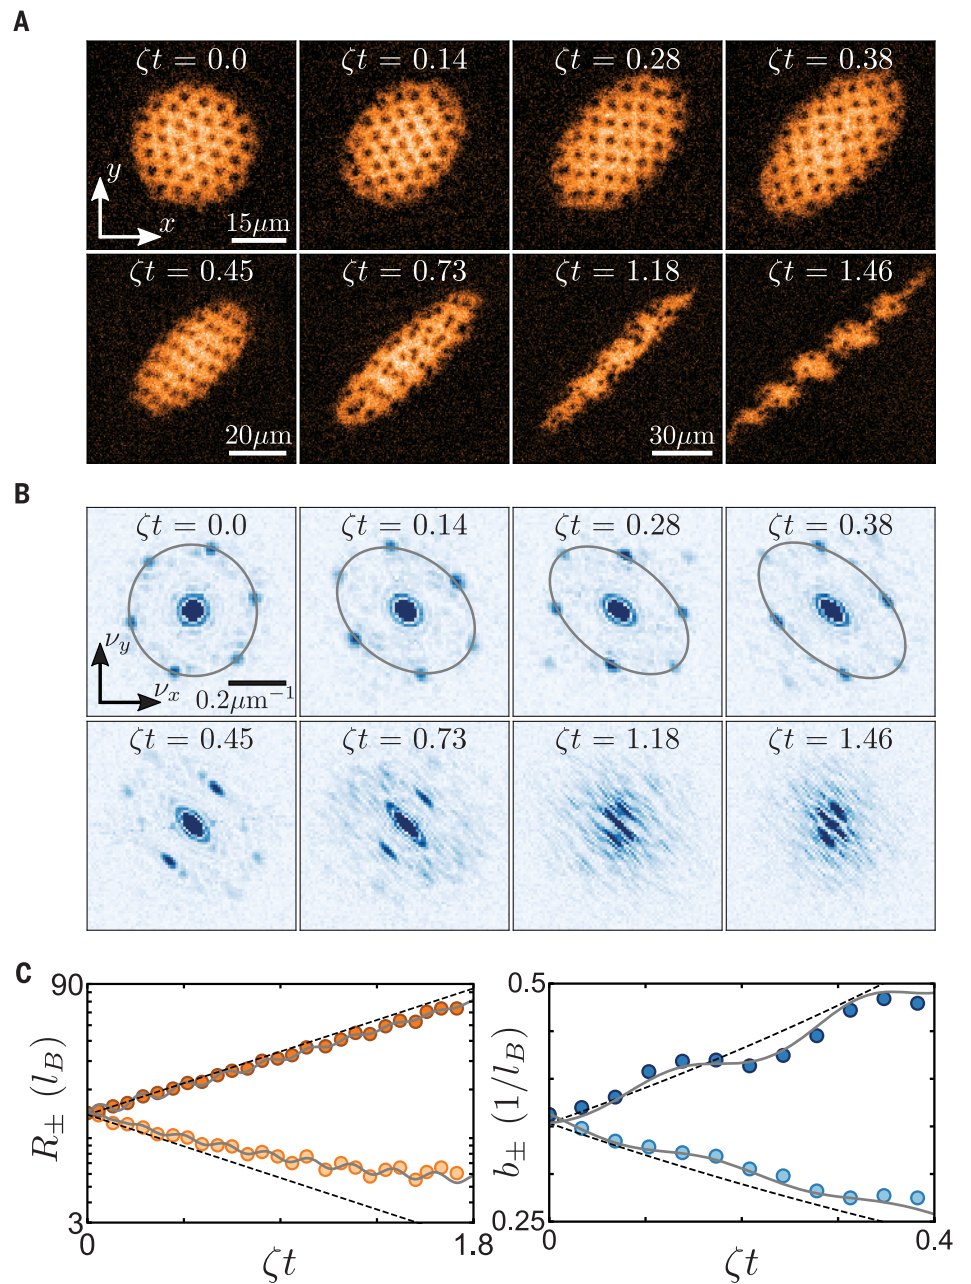 A
ζt = 0.0
ζt = 0.14
ζt = 0.28
ζt = 0.38
y
x
15μm
ζt = 0.45
ζt = 0.73
ζt = 1.18
ζt = 1.46
20μm
30μm
B
ζt = 0.0
ζt = 0.14
ζt = 0.28
ζt = 0.38
ν_y
ν_x
0.2μm⁻¹
ζt = 0.45
ζt = 0.73
ζt = 1.18
ζt = 1.46
C
90
R_± (l_B)
3
0
1.8
ζt
0.5
b_± (1/l_B)
0.25
0
0.4
ζt